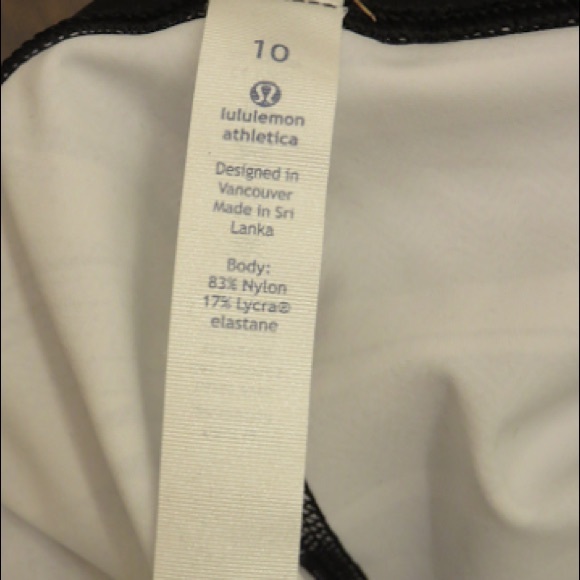 10
lululemon
athletica
Designed in
Vancouver
Made in Sri
Lanka
Body:
83% Nylon
17% Lycra®
elastane